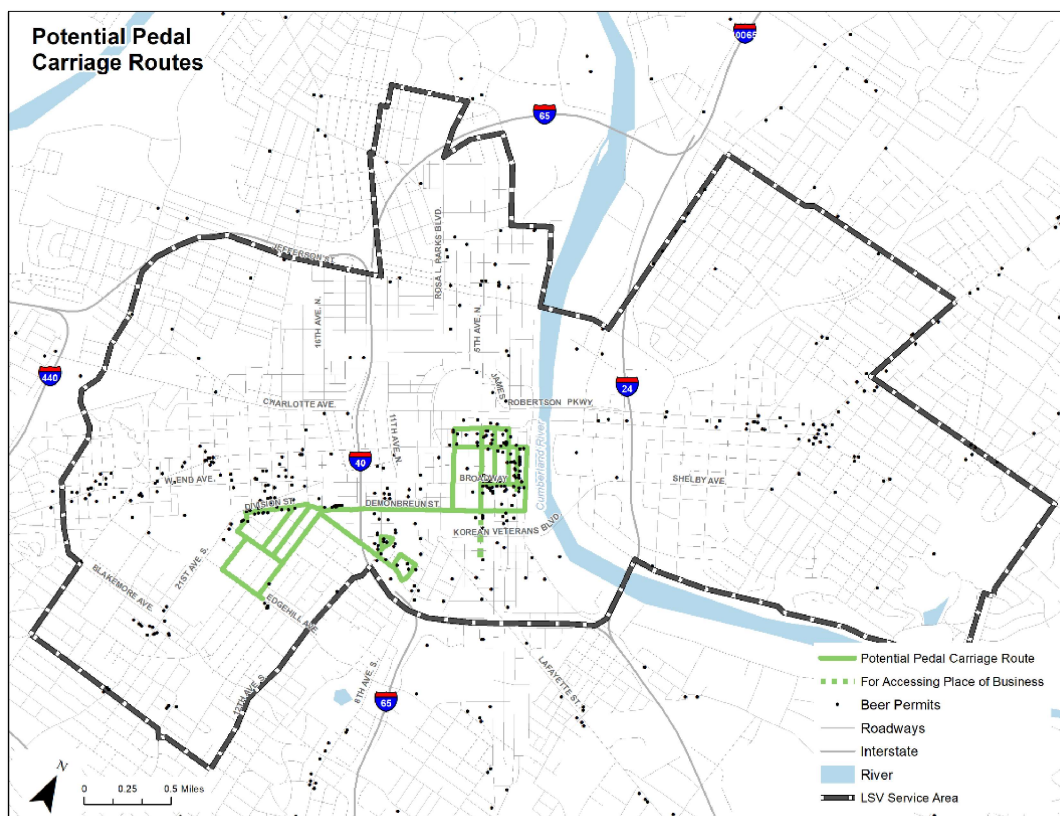 Potential Pedal
Carriage Routes
0065
65
JEFFERSON ST.
ROSA L. PARKS BLVD.
16TH AVE. N.
5TH AVE. N.
440
24
JAMES
ROBERTSON PKWY
CHARLOTTE AVE.
11TH AVE. N
40
Cumberland River
W. END AVE.
BROADWAY
SHELBY AVE.
DIVISION ST.
DEMONBREUN ST.
KOREAN VETERANS BLVD
21ST AVE. S.
BLAKEMORE AVE.
EDGEHILL AVE.
12TH AVE. S
8TH AVE. S.
LAFAYETTE ST.
65
Potential Pedal Carriage Route
For Accessing Place of Business
Beer Permits
Roadways
Interstate
River
LSV Service Area
N
0 0.25 0.5 Miles